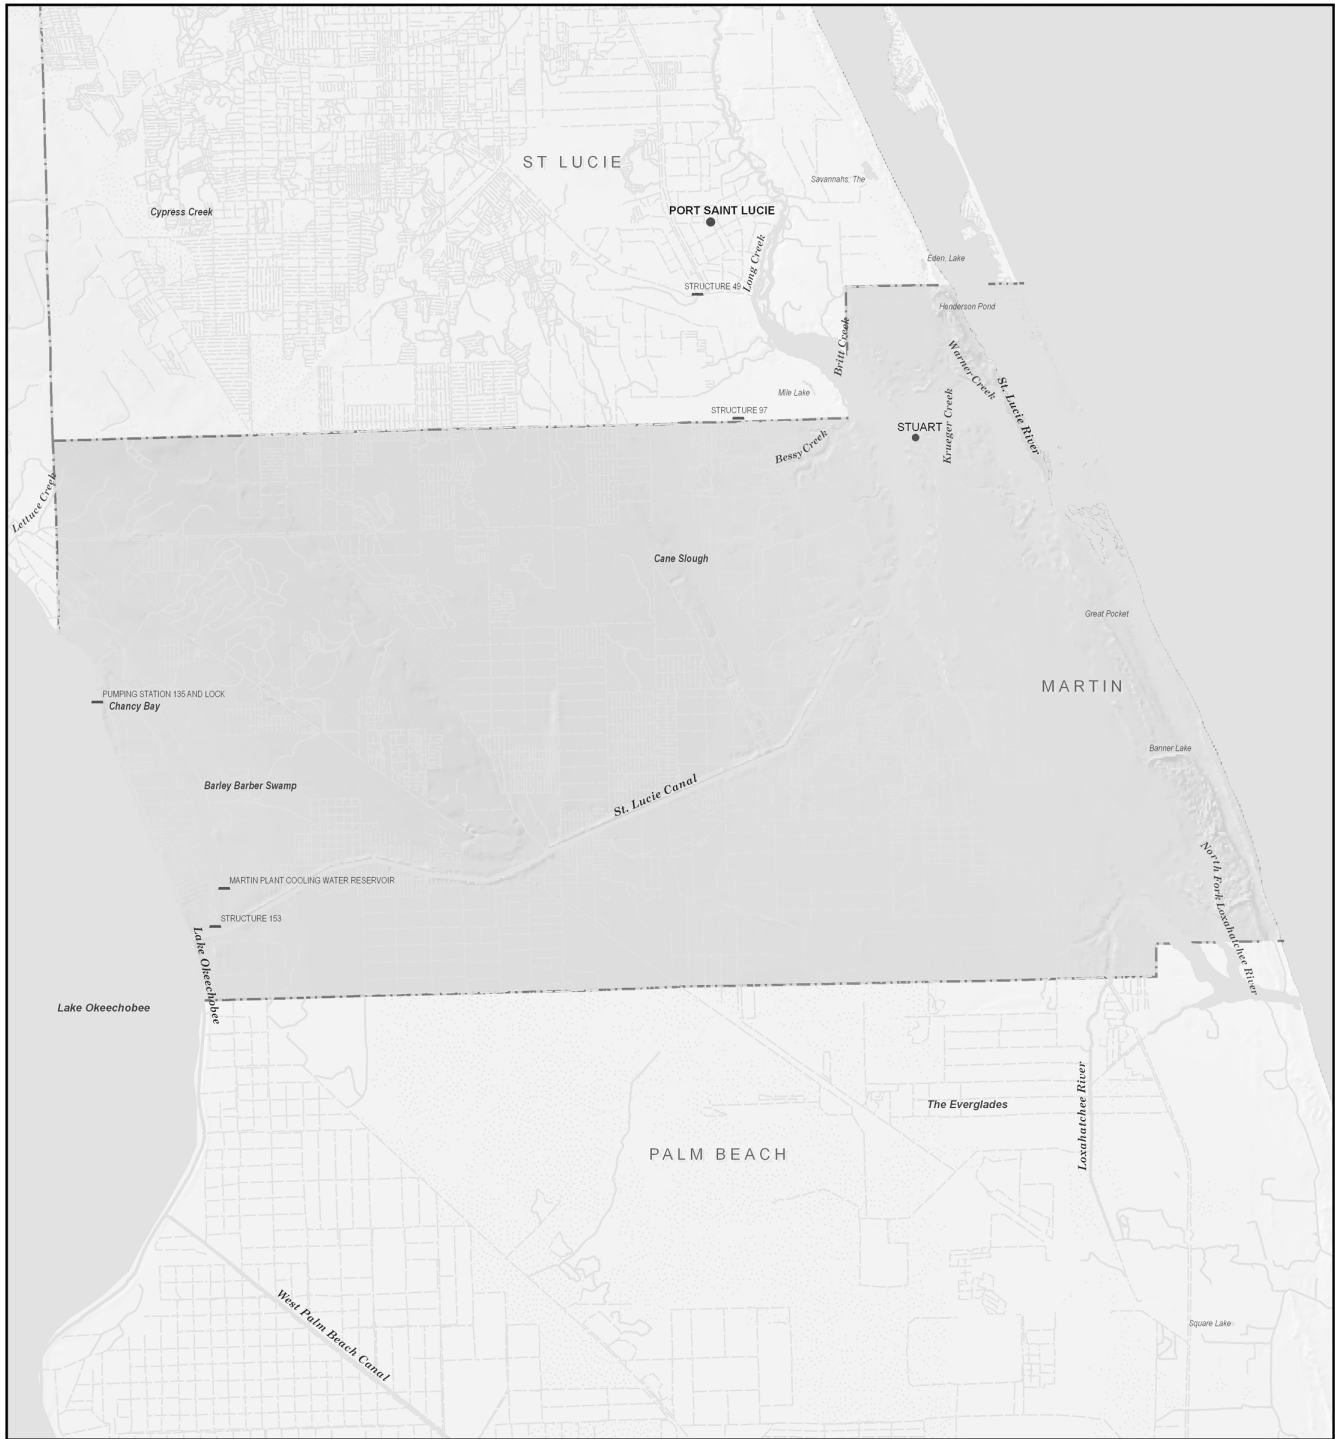 ST LUCIE
Savannahs, The
Cypress Creek
PORT SAINT LUCIE
Long Creek
Eden, Lake
STRUCTURE 49
Henderson Pond
Britt Creek
Warner Creek
St. Lucie River
Mile Lake
Krueger Creek
STRUCTURE 97
STUART
Bessy Creek
Lettuce Creek
Cane Slough
Great Pocket
MARTIN
PUMPING STATION 135 AND LOCK
Chancy Bay
Banner Lake
Barley Barber Swamp
St. Lucie Canal
MARTIN PLANT COOLING WATER RESERVOIR
North Fork Loxahatchee River
STRUCTURE 153
Lake Okeechobee
Lake Okeechobee
The Everglades
Loxahatchee River
PALM BEACH
West Palm Beach Canal
Square Lake